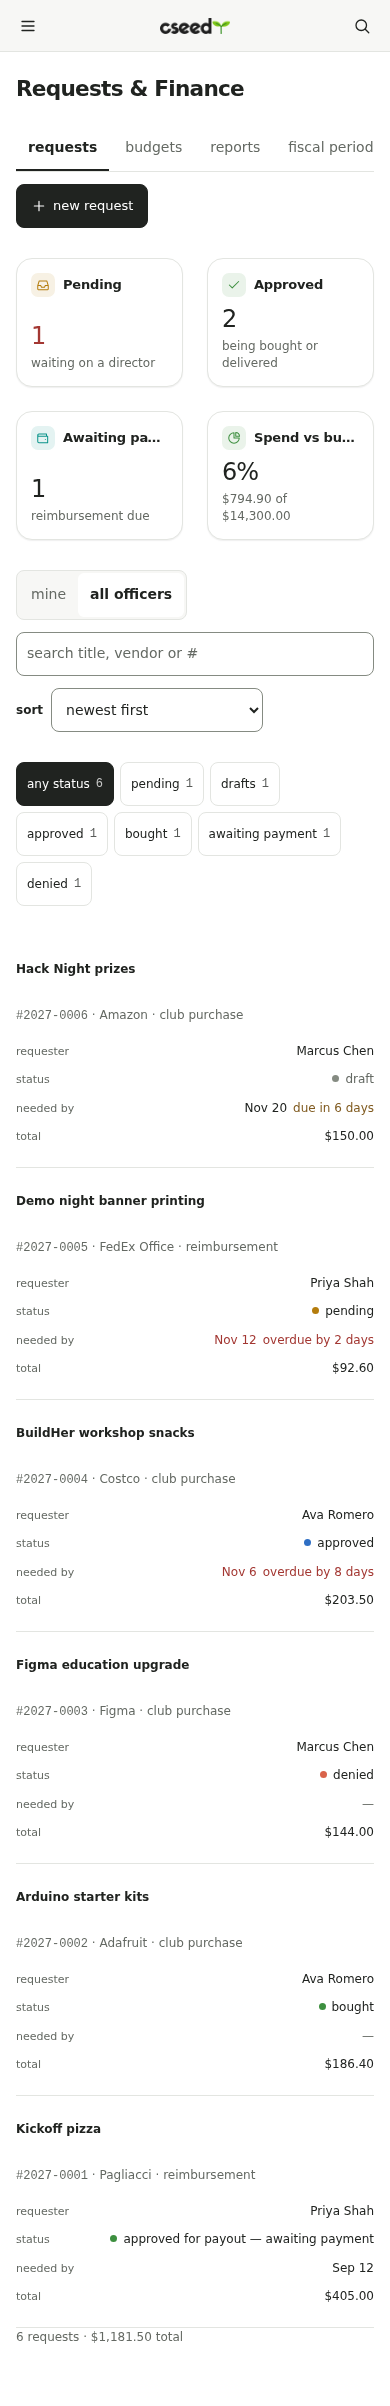 cseed
Requests & Finance
requests budgets reports fiscal period
+ new request
Pending
1
waiting on a director
Approved
2
being bought or
delivered
Awaiting pa...
1
reimbursement due
Spend vs bu...
6%
$794.90 of
$14,300.00
mine all officers
search title, vendor or #
sort newest first
any status 6 pending 1 drafts 1
approved 1 bought 1 awaiting payment 1
denied 1
Hack Night prizes
#2027-0006 · Amazon · club purchase
requester Marcus Chen
status draft
needed by Nov 20 due in 6 days
total $150.00
Demo night banner printing
#2027-0005 · FedEx Office · reimbursement
requester Priya Shah
status pending
needed by Nov 12 overdue by 2 days
total $92.60
BuildHer workshop snacks
#2027-0004 · Costco · club purchase
requester Ava Romero
status approved
needed by Nov 6 overdue by 8 days
total $203.50
Figma education upgrade
#2027-0003 · Figma · club purchase
requester Marcus Chen
status denied
needed by —
total $144.00
Arduino starter kits
#2027-0002 · Adafruit · club purchase
requester Ava Romero
status bought
needed by —
total $186.40
Kickoff pizza
#2027-0001 · Pagliacci · reimbursement
requester Priya Shah
status approved for payout — awaiting payment
needed by Sep 12
total $405.00
6 requests · $1,181.50 total